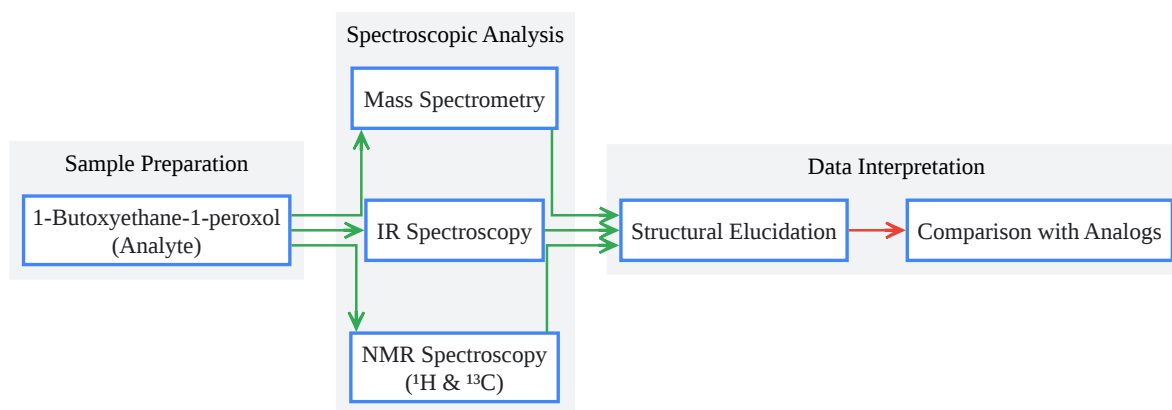 Sample Preparation
1-Butoxyethane-1-peroxol
(Analyte)
Spectroscopic Analysis
Mass Spectrometry
IR Spectroscopy
NMR Spectroscopy
(¹H & ¹³C)
Data Interpretation
Structural Elucidation
Comparison with Analogs